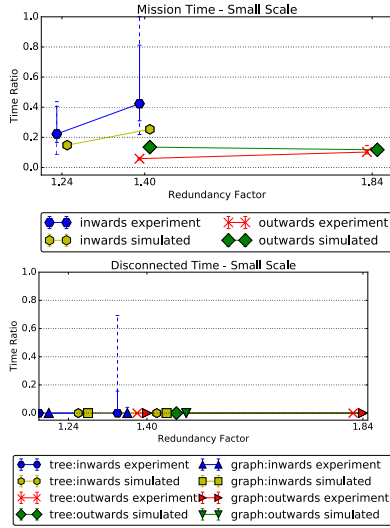 Mission Time - Small Scale
1.0
0.8
0.6
0.4
0.2
0.0
Time Ratio
1.24 1.40 1.84
Redundancy Factor
inwards experiment outwards experiment
inwards simulated outwards simulated
Disconnected Time - Small Scale
1.0
0.8
0.6
0.4
0.2
0.0
Time Ratio
1.24 1.40 1.84
Redundancy Factor
tree:inwards experiment graph:inwards experiment
tree:inwards simulated graph:inwards simulated
tree:outwards experiment graph:outwards experiment
tree:outwards simulated graph:outwards simulated